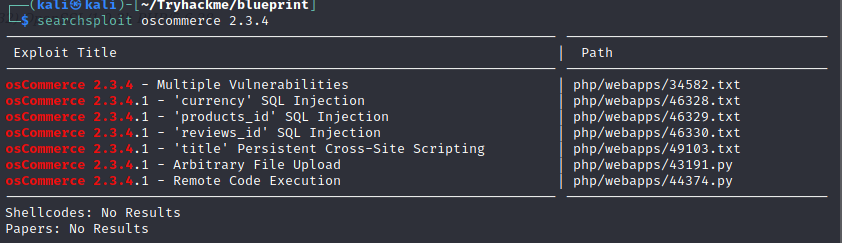 (kali㉿kali)-[~/Tryhackme/blueprint]
$ searchsploit oscommerce 2.3.4
Exploit Title | Path
osCommerce 2.3.4 - Multiple Vulnerabilities | php/webapps/34582.txt
osCommerce 2.3.4.1 - 'currency' SQL Injection | php/webapps/46328.txt
osCommerce 2.3.4.1 - 'products_id' SQL Injection | php/webapps/46329.txt
osCommerce 2.3.4.1 - 'reviews_id' SQL Injection | php/webapps/46330.txt
osCommerce 2.3.4.1 - 'title' Persistent Cross-Site Scripting | php/webapps/49103.txt
osCommerce 2.3.4.1 - Arbitrary File Upload | php/webapps/43191.py
osCommerce 2.3.4.1 - Remote Code Execution | php/webapps/44374.py
Shellcodes: No Results
Papers: No Results